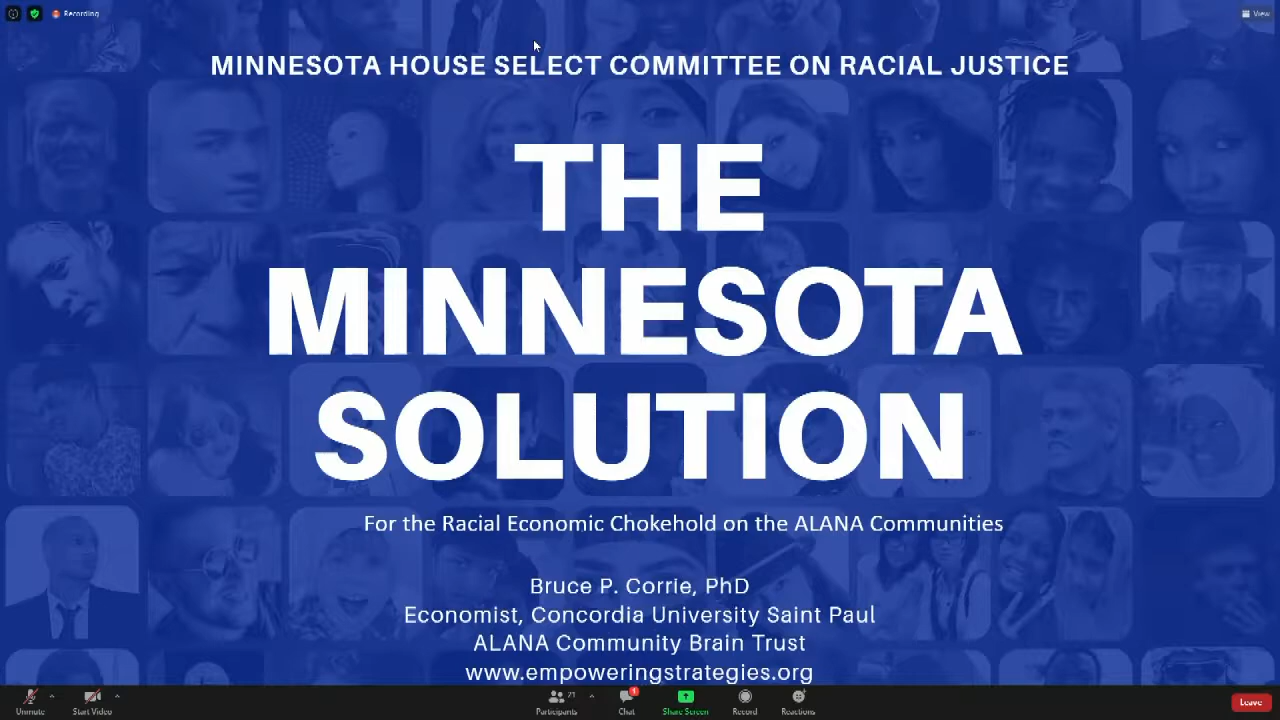 Recording
View
MINNESOTA HOUSE SELECT COMMITTEE ON RACIAL JUSTICE
THE
MINNESOTA
SOLUTION
For the Racial Economic Chokehold on the ALANA Communities
Bruce P. Corrie, PhD
Economist, Concordia University Saint Paul
ALANA Community Brain Trust
www.empoweringstrategies.org
Unmute
Start Video
Participants
21
Chat
1
Share Screen
Record
Reactions
Leave